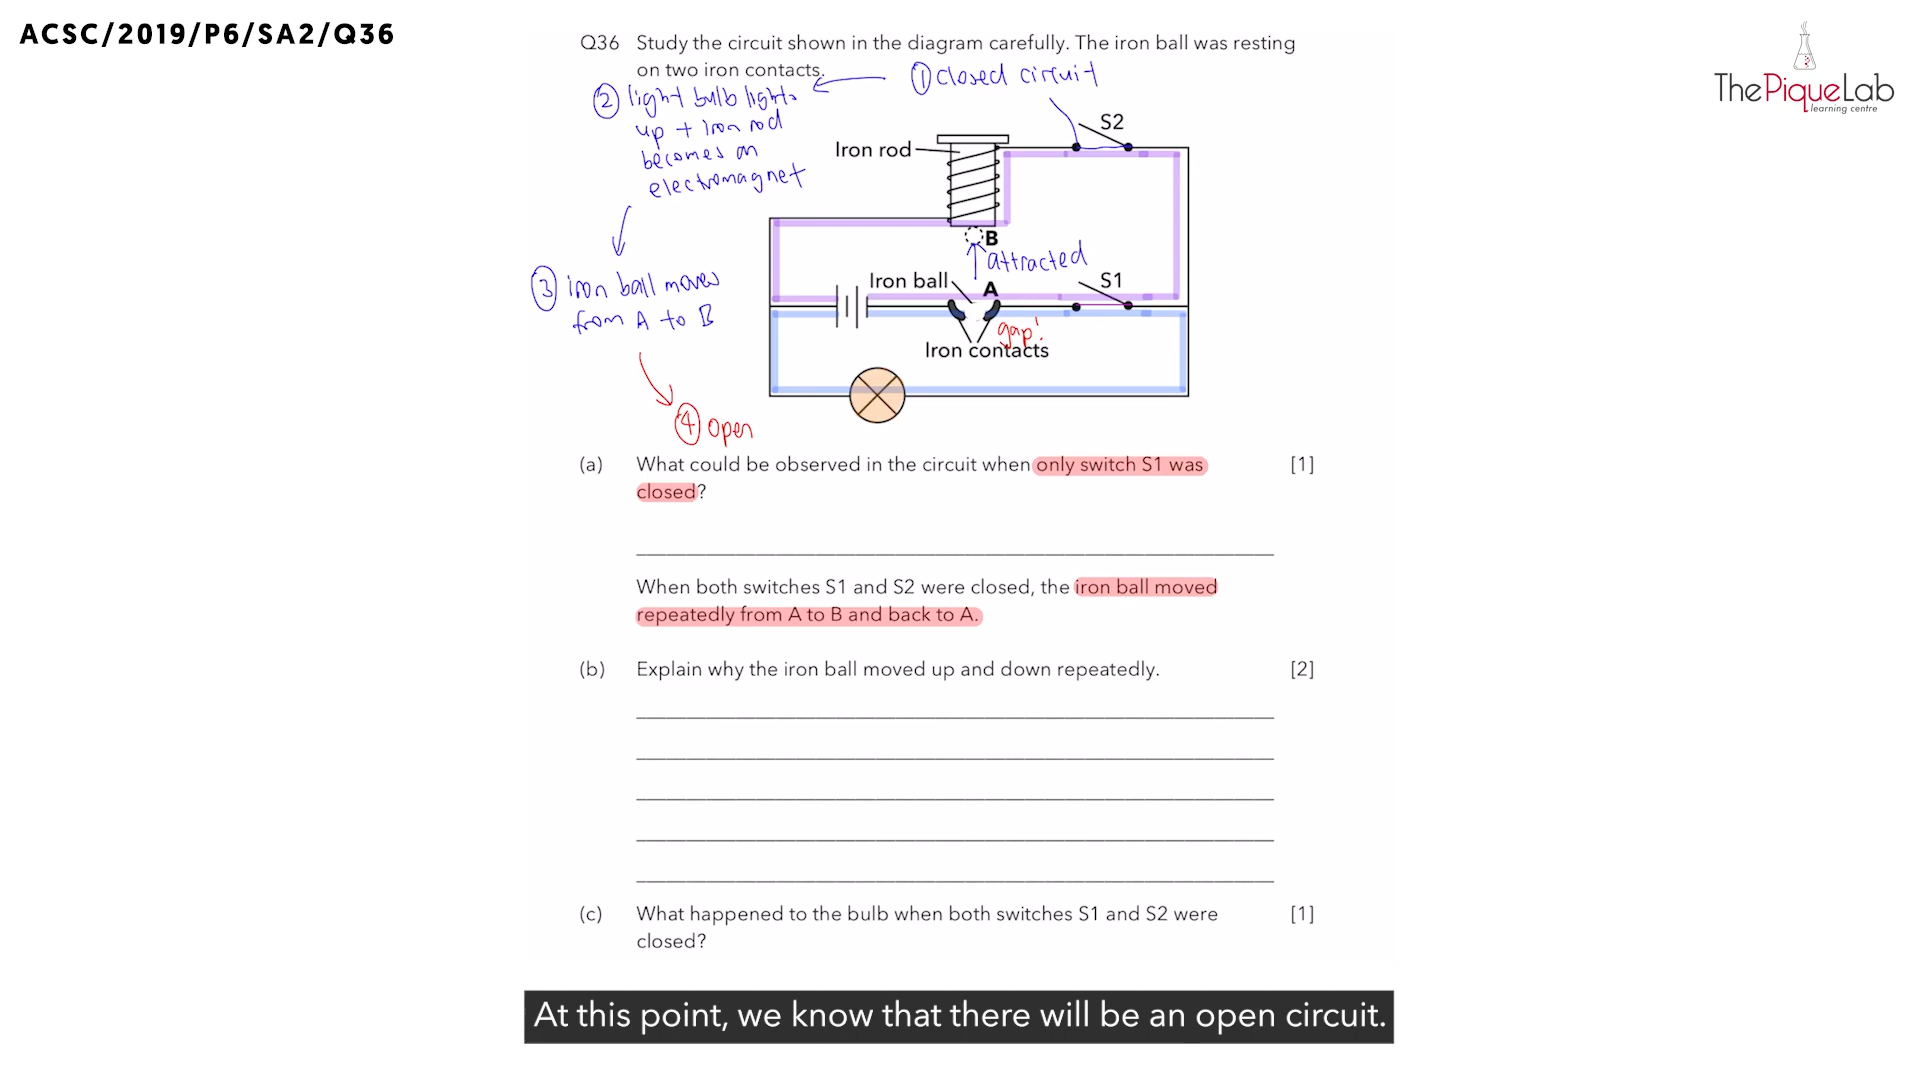 ACSC/2019/P6/SA2/Q36
ThePiqueLab
learning centre
Q36 Study the circuit shown in the diagram carefully. The iron ball was resting
on two iron contacts.
① closed circuit
② light bulb lights
up + iron rod
becomes an
electromagnet
S2
Iron rod
B
attracted
③ iron ball moves
from A to B
Iron ball
A
S1
gap!
Iron contacts
④ open
(a) What could be observed in the circuit when only switch S1 was [1]
closed?
When both switches S1 and S2 were closed, the iron ball moved
repeatedly from A to B and back to A.
(b) Explain why the iron ball moved up and down repeatedly. [2]
(c) What happened to the bulb when both switches S1 and S2 were [1]
closed?
At this point, we know that there will be an open circuit.